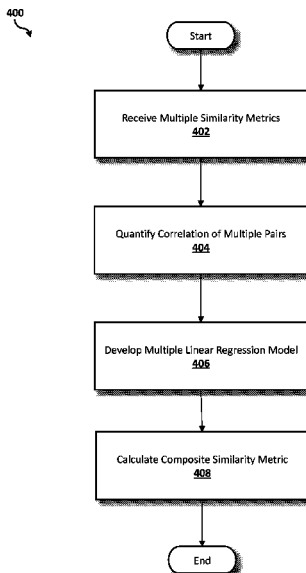 400
Start
Receive Multiple Similarity Metrics
402
Quantify Correlation of Multiple Pairs
404
Develop Multiple Linear Regression Model
406
Calculate Composite Similarity Metric
408
End